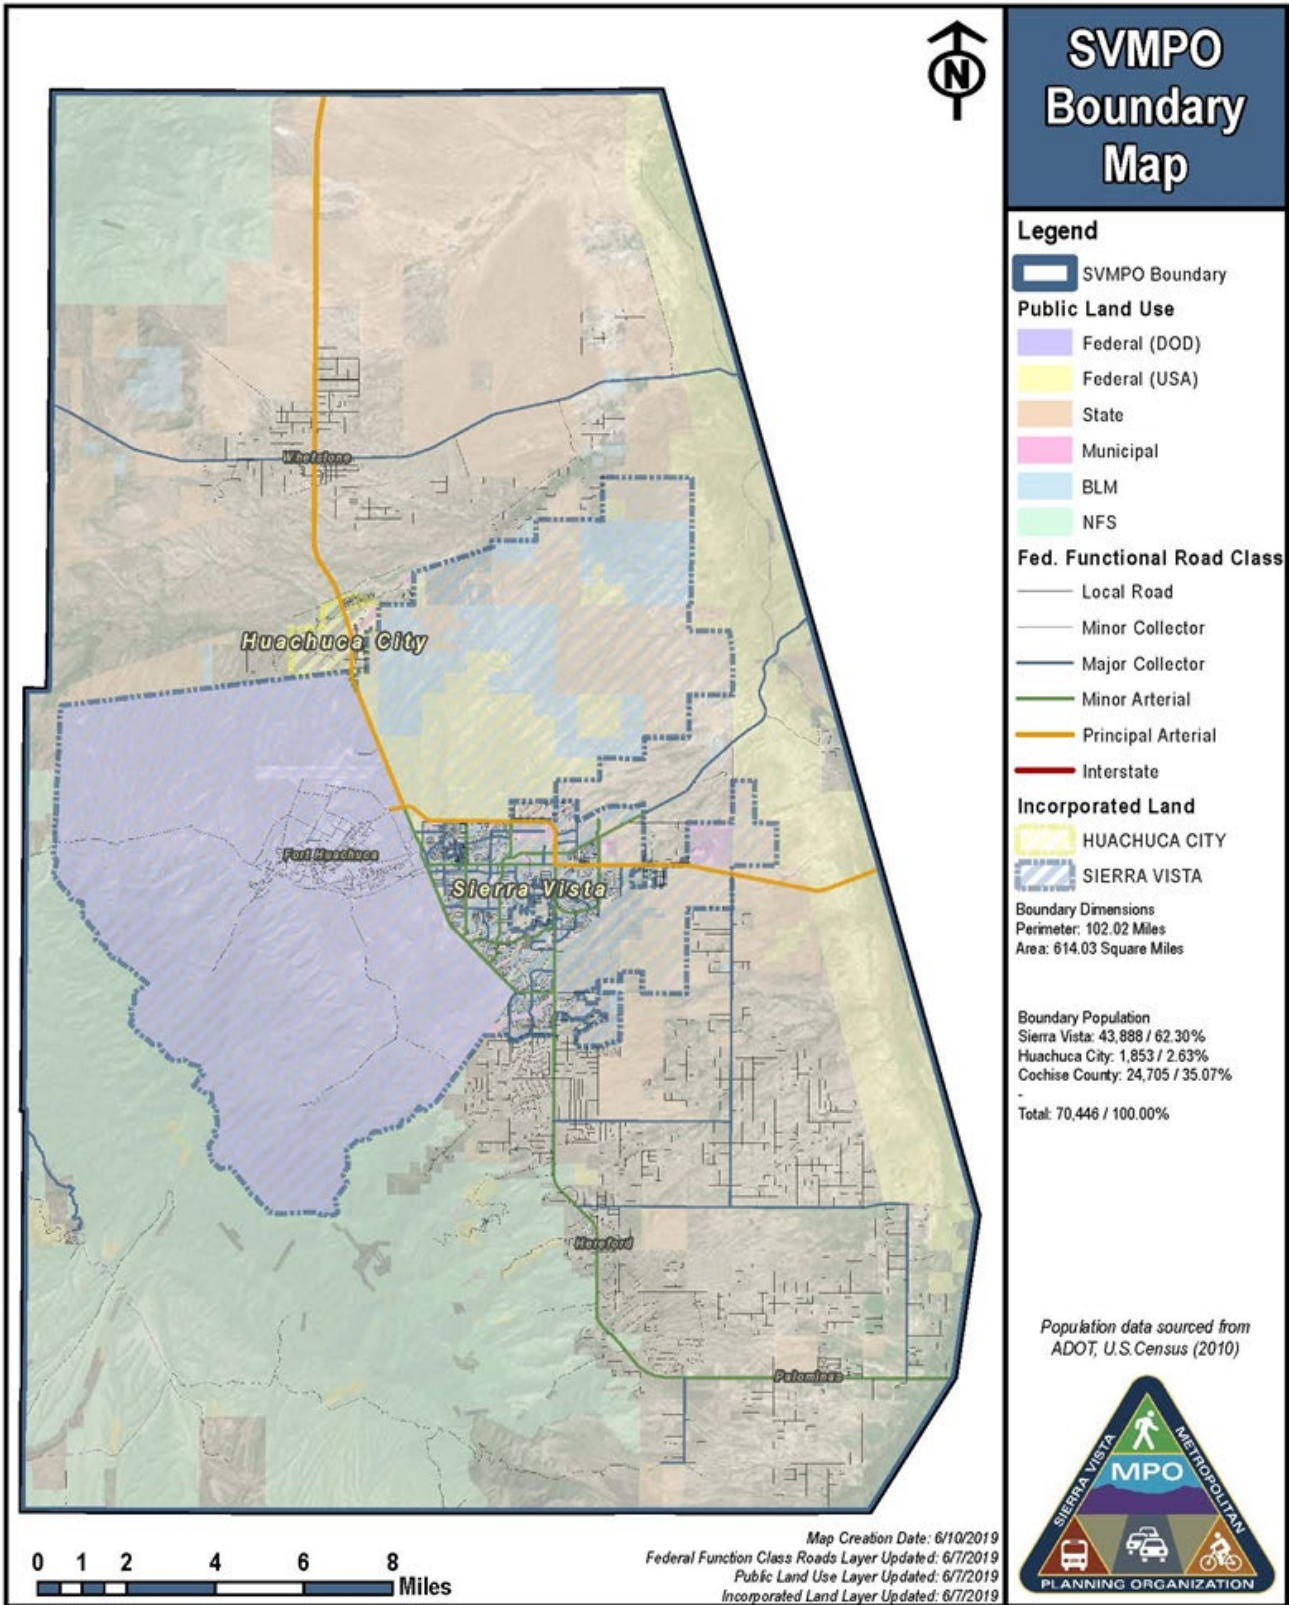 SVMPO
Boundary
Map
N
Legend
SVMPO Boundary
Public Land Use
Federal (DOD)
Federal (USA)
State
Municipal
BLM
NFS
Fed. Functional Road Class
Local Road
Minor Collector
Major Collector
Minor Arterial
Principal Arterial
Interstate
Incorporated Land
HUACHUCA CITY
SIERRA VISTA
Boundary Dimensions
Perimeter: 102.02 Miles
Area: 614.03 Square Miles
Boundary Population
Sierra Vista: 43,888 / 62.30%
Huachuca City: 1,853 / 2.63%
Cochise County: 24,705 / 35.07%
-
Total: 70,446 / 100.00%
Population data sourced from
ADOT, U.S. Census (2010)
SIERRA VISTA
METROPOLITAN
MPO
PLANNING ORGANIZATION
Whetstone
Huachuca City
Fort Huachuca
Sierra Vista
Hereford
Palominas
0 1 2 4 6 8
Miles
Map Creation Date: 6/10/2019
Federal Function Class Roads Layer Updated: 6/7/2019
Public Land Use Layer Updated: 6/7/2019
Incorporated Land Layer Updated: 6/7/2019